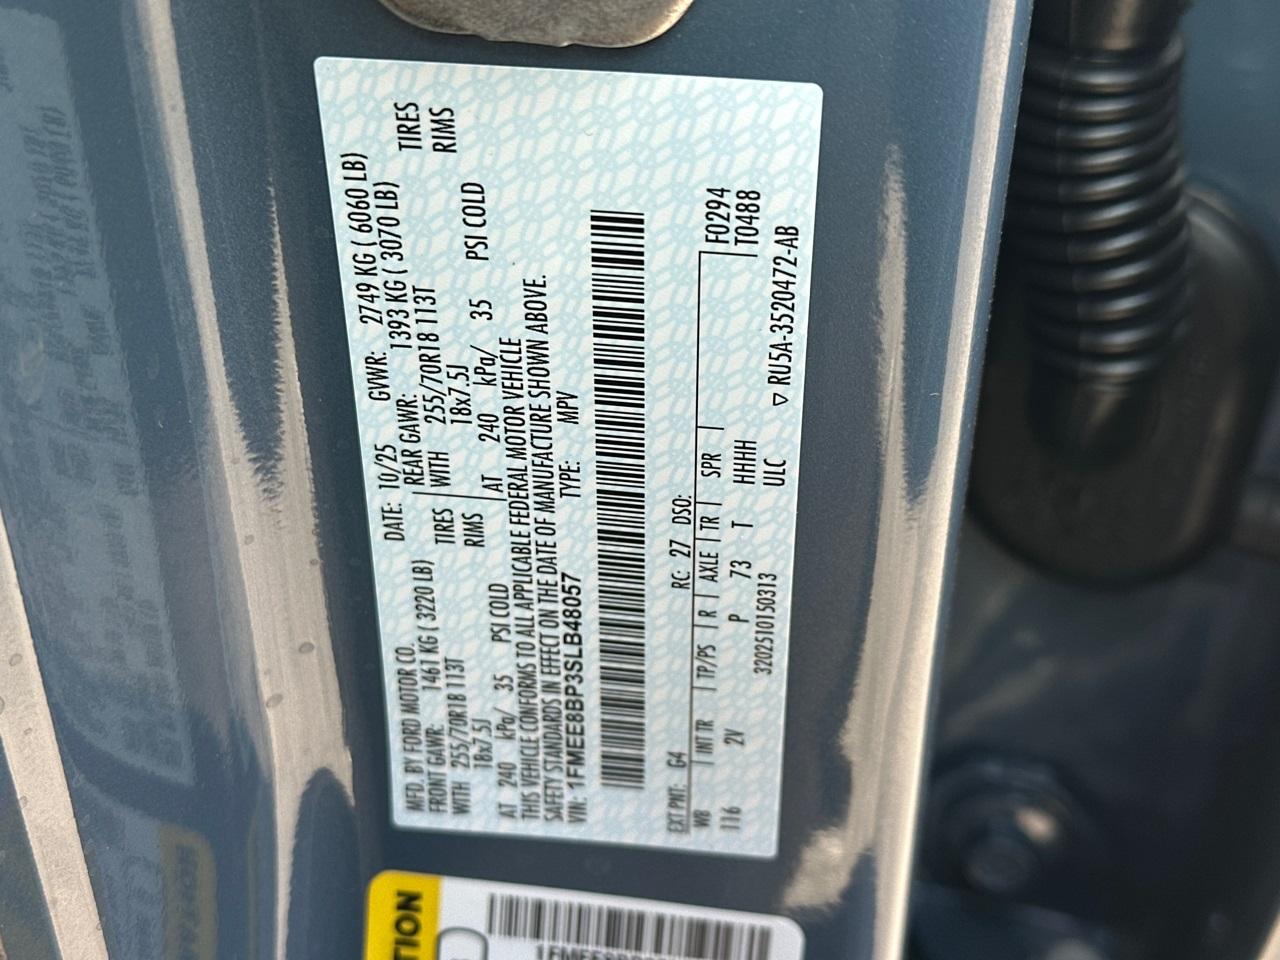 MFD. BY FORD MOTOR CO. DATE: 10/25 GVWR: 2749 KG ( 6060 LB)
FRONT GAWR: 1461 KG ( 3220 LB) REAR GAWR: 1393 KG ( 3070 LB)
WITH 255/70R18 113T TIRES WITH 255/70R18 113T TIRES
18x7.5J RIMS 18x7.5J RIMS
AT 240 kPa/ 35 PSI COLD AT 240 kPa/ 35 PSI COLD
THIS VEHICLE CONFORMS TO ALL APPLICABLE FEDERAL MOTOR VEHICLE
SAFETY STANDARDS IN EFFECT ON THE DATE OF MANUFACTURE SHOWN ABOVE.
VIN: 1FMEE8BP3SLB48057 TYPE: MPV
EXT PNT: G4 RC: 27 DSO: F0294
WB INT TR TP/PS R AXLE TR SPR T0488
116 2V P 73 T HHHH
3202510150313 ULC ▽ RU5A-3520472-AB
TION